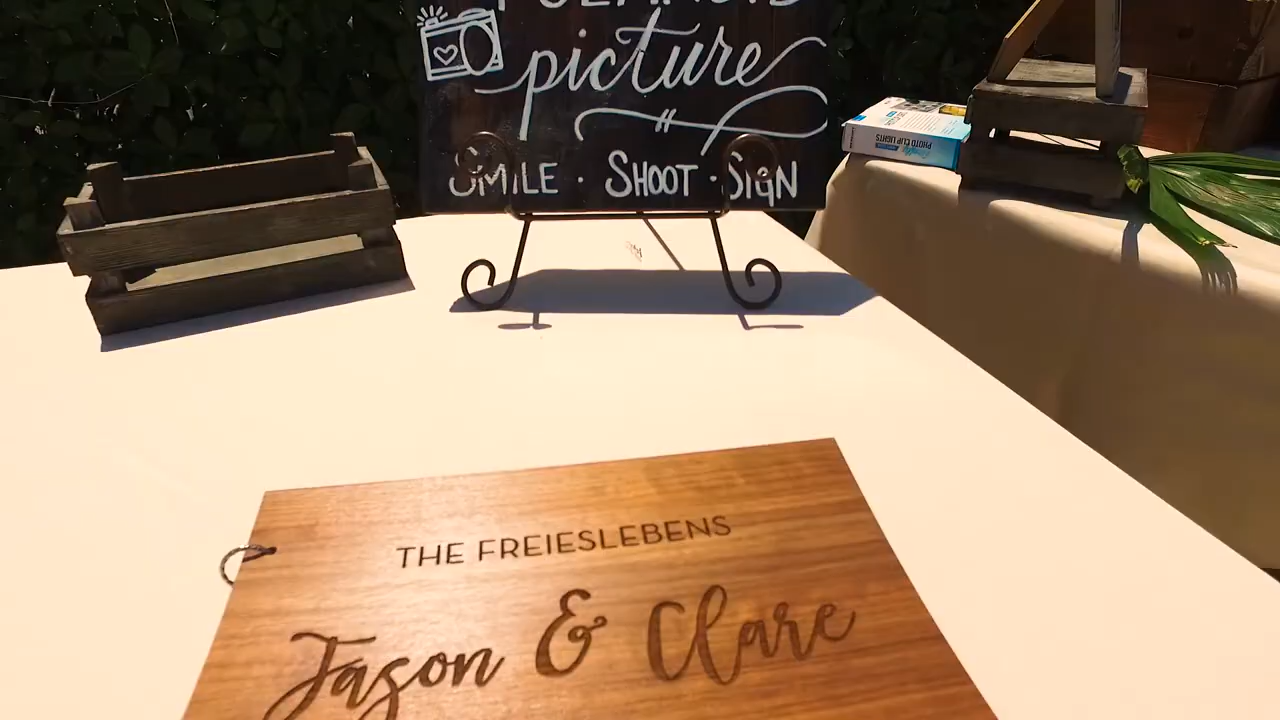 picture
SMILE · SHOOT · SIGN
PHOTO CLIP LIGHTS
THE FREIESLEBENS
Jason & Clare